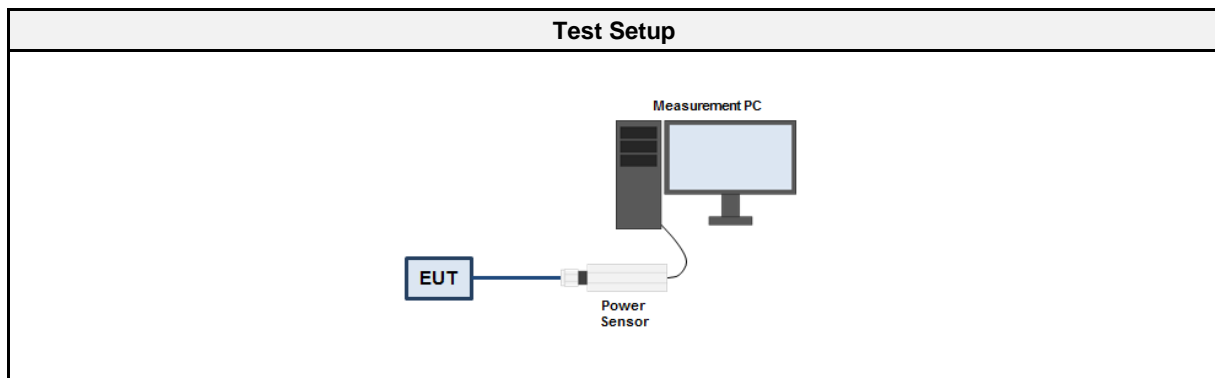 Test Setup
Measurement PC
EUT
Power
Sensor